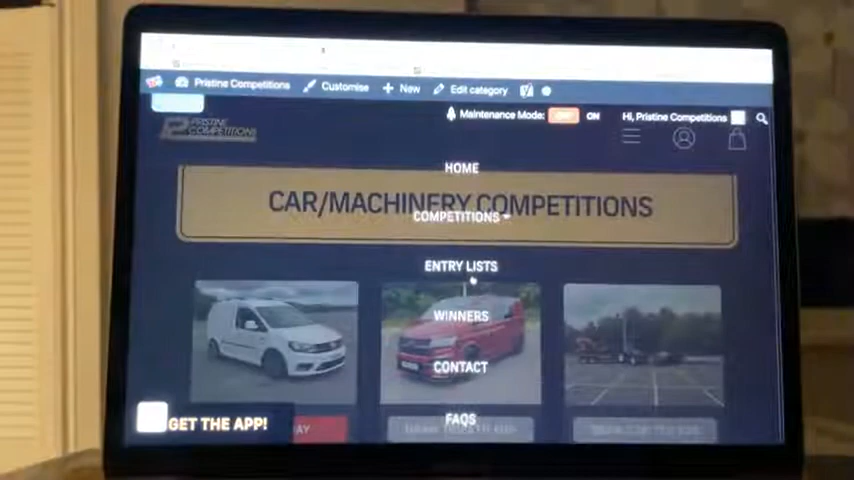 Pristine Competitions Customise + New Edit category
Maintenance Mode: ON Hi, Pristine Competitions
PRISTINE
COMPETITIONS
HOME
CAR/MACHINERY COMPETITIONS
COMPETITIONS
ENTRY LISTS
WINNERS
CONTACT
FAQS
GET THE APP!
AY